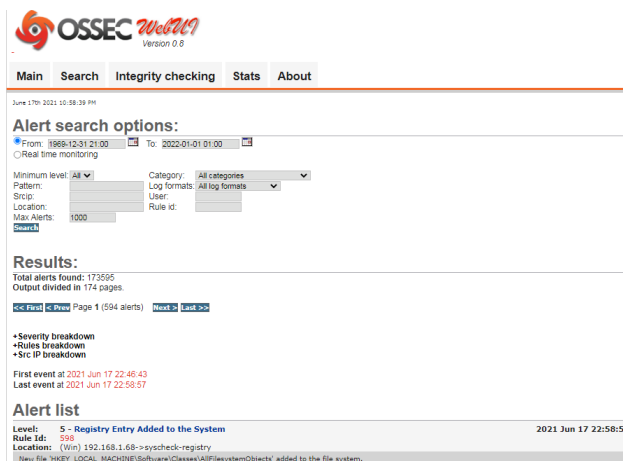 OSSEC WebUI
Version 0.8
Main Search Integrity checking Stats About
June 17th 2021 10:58:39 PM
Alert search options:
From: 1969-12-31 21:00 To: 2022-01-01 01:00
Real time monitoring
Minimum level: All Category: All categories
Pattern: Log formats: All log formats
Srcip: User:
Location: Rule id:
Max Alerts: 1000
Search
Results:
Total alerts found: 173595
Output divided in 174 pages.
<< First < Prev Page 1 (594 alerts) Next > Last >>
+Severity breakdown
+Rules breakdown
+Src IP breakdown
First event at 2021 Jun 17 22:46:43
Last event at 2021 Jun 17 22:58:57
Alert list
Level: 5 - Registry Entry Added to the System 2021 Jun 17 22:58:5
Rule Id: 598
Location: (Win) 192.168.1.68->syscheck-registry
New file 'HKEY_LOCAL_MACHINE\Software\Classes\AllFilesystemObjects' added to the file system.